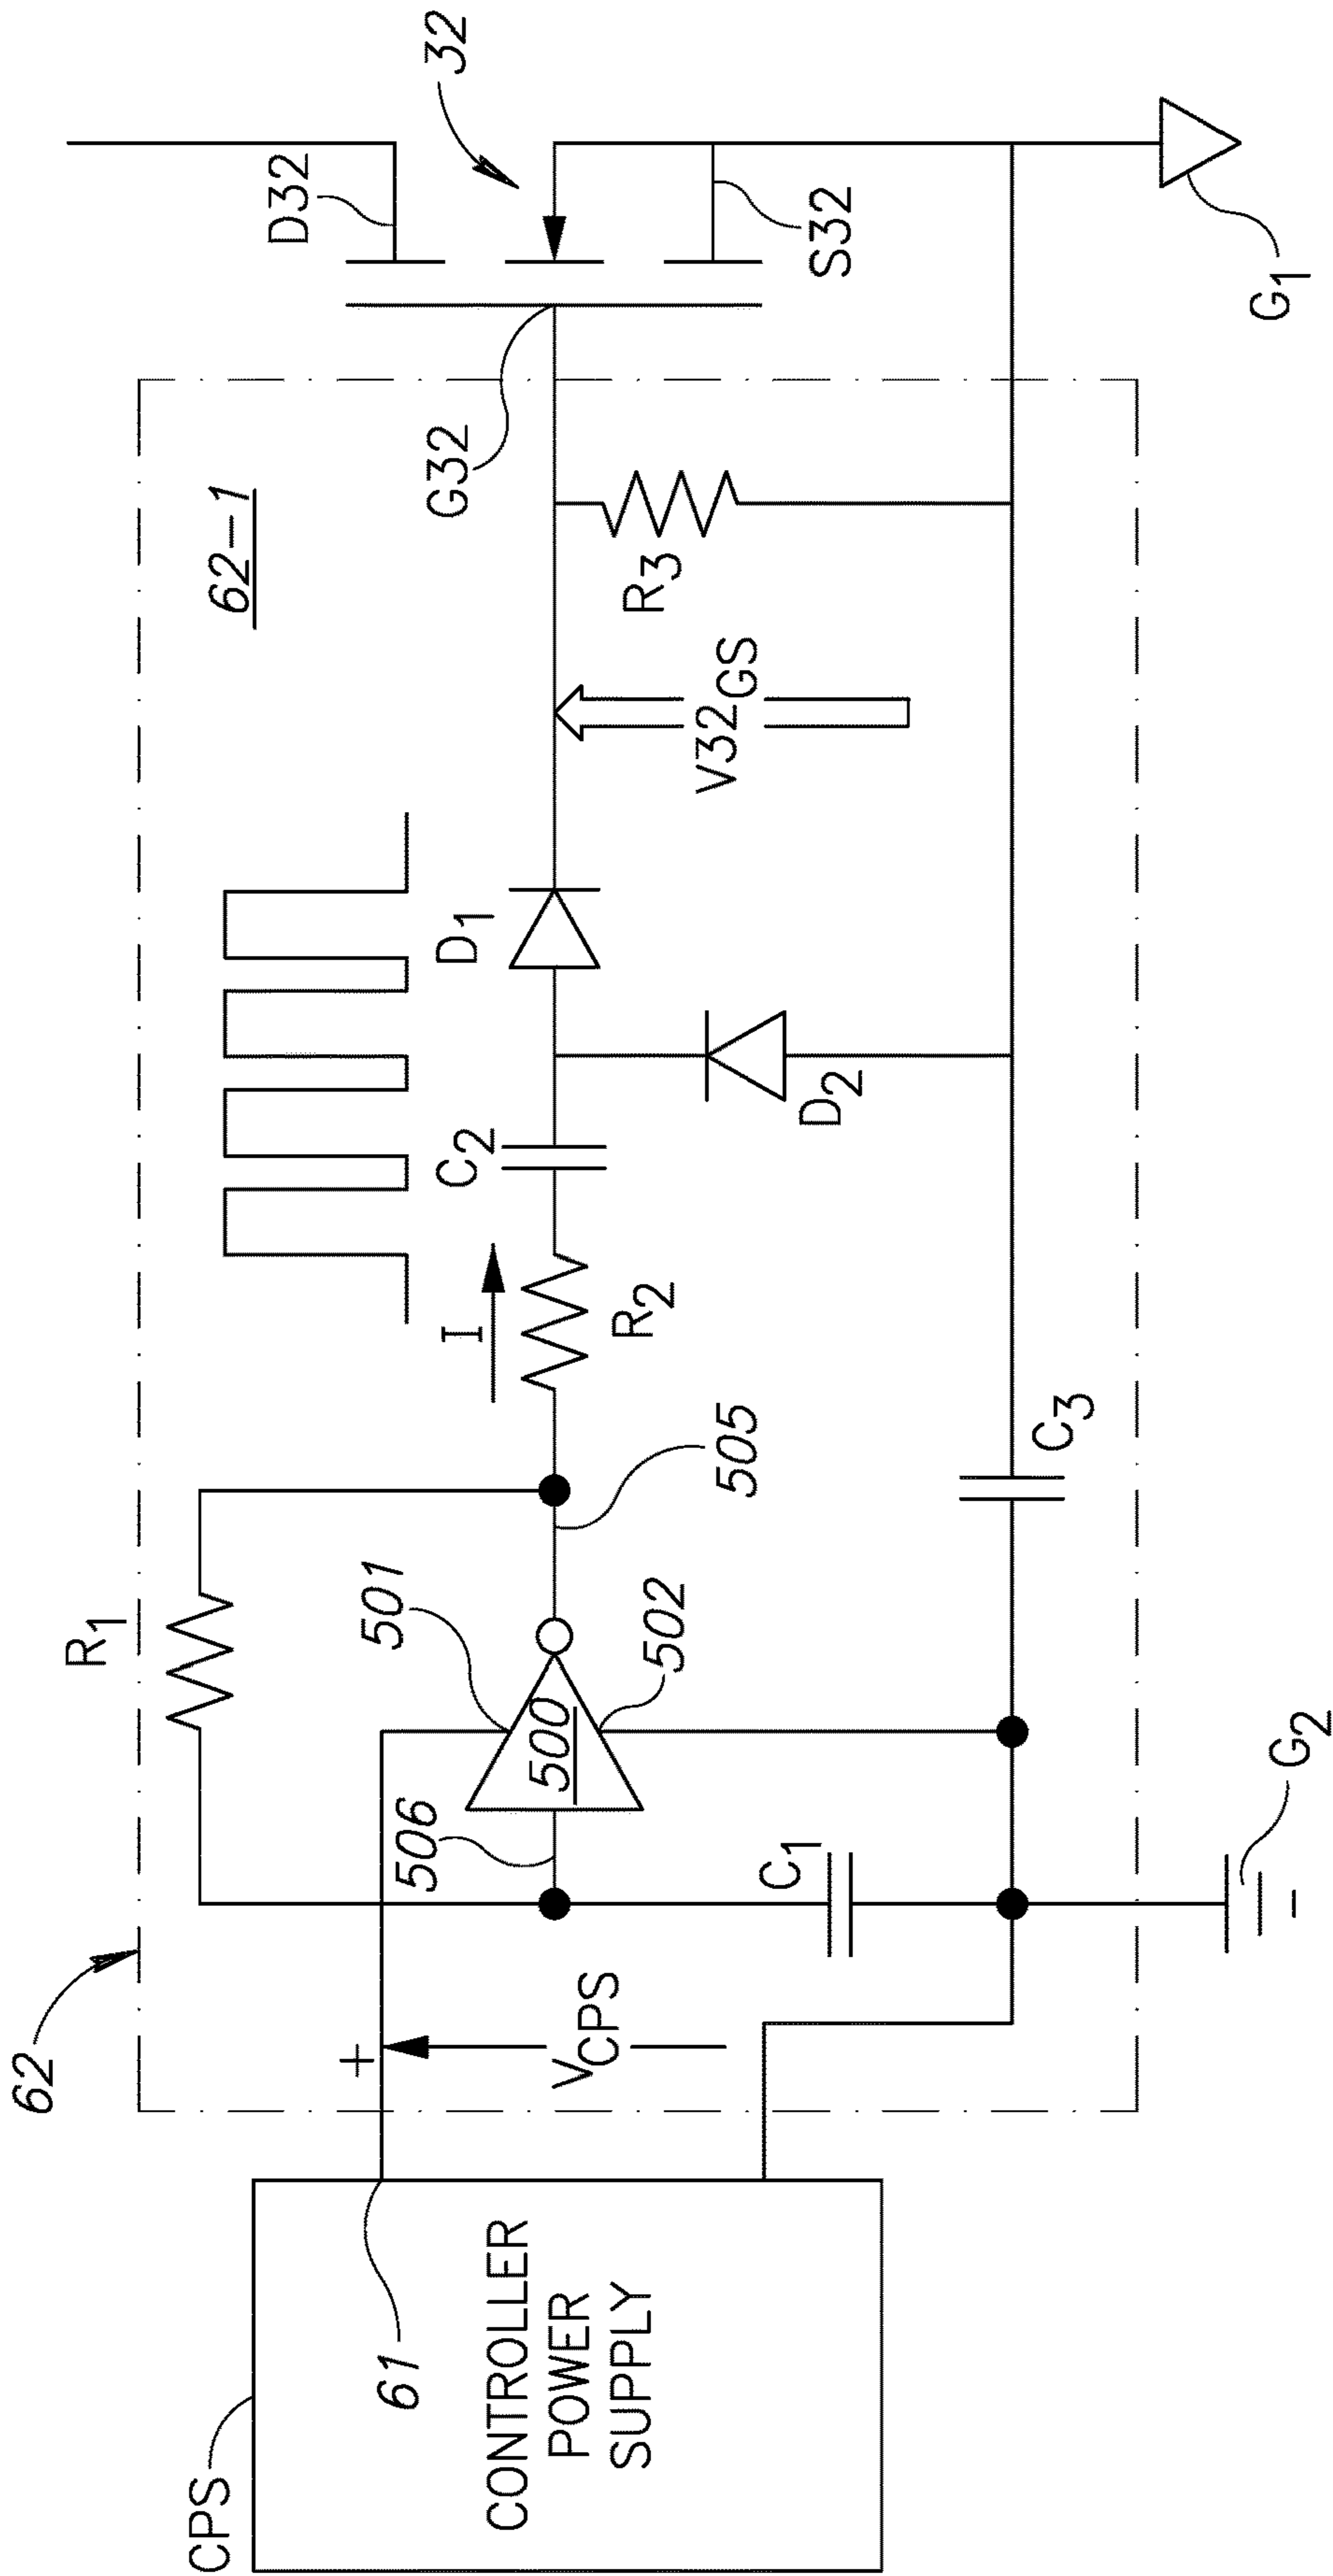 62
R1
62-1
D32
32
CPS
61
CONTROLLER
POWER
SUPPLY
+
VCPS
506
500
501
502
505
I
R2
C2
D1
D2
V32GS
G32
R3
S32
C1
C3
G2
-
G1